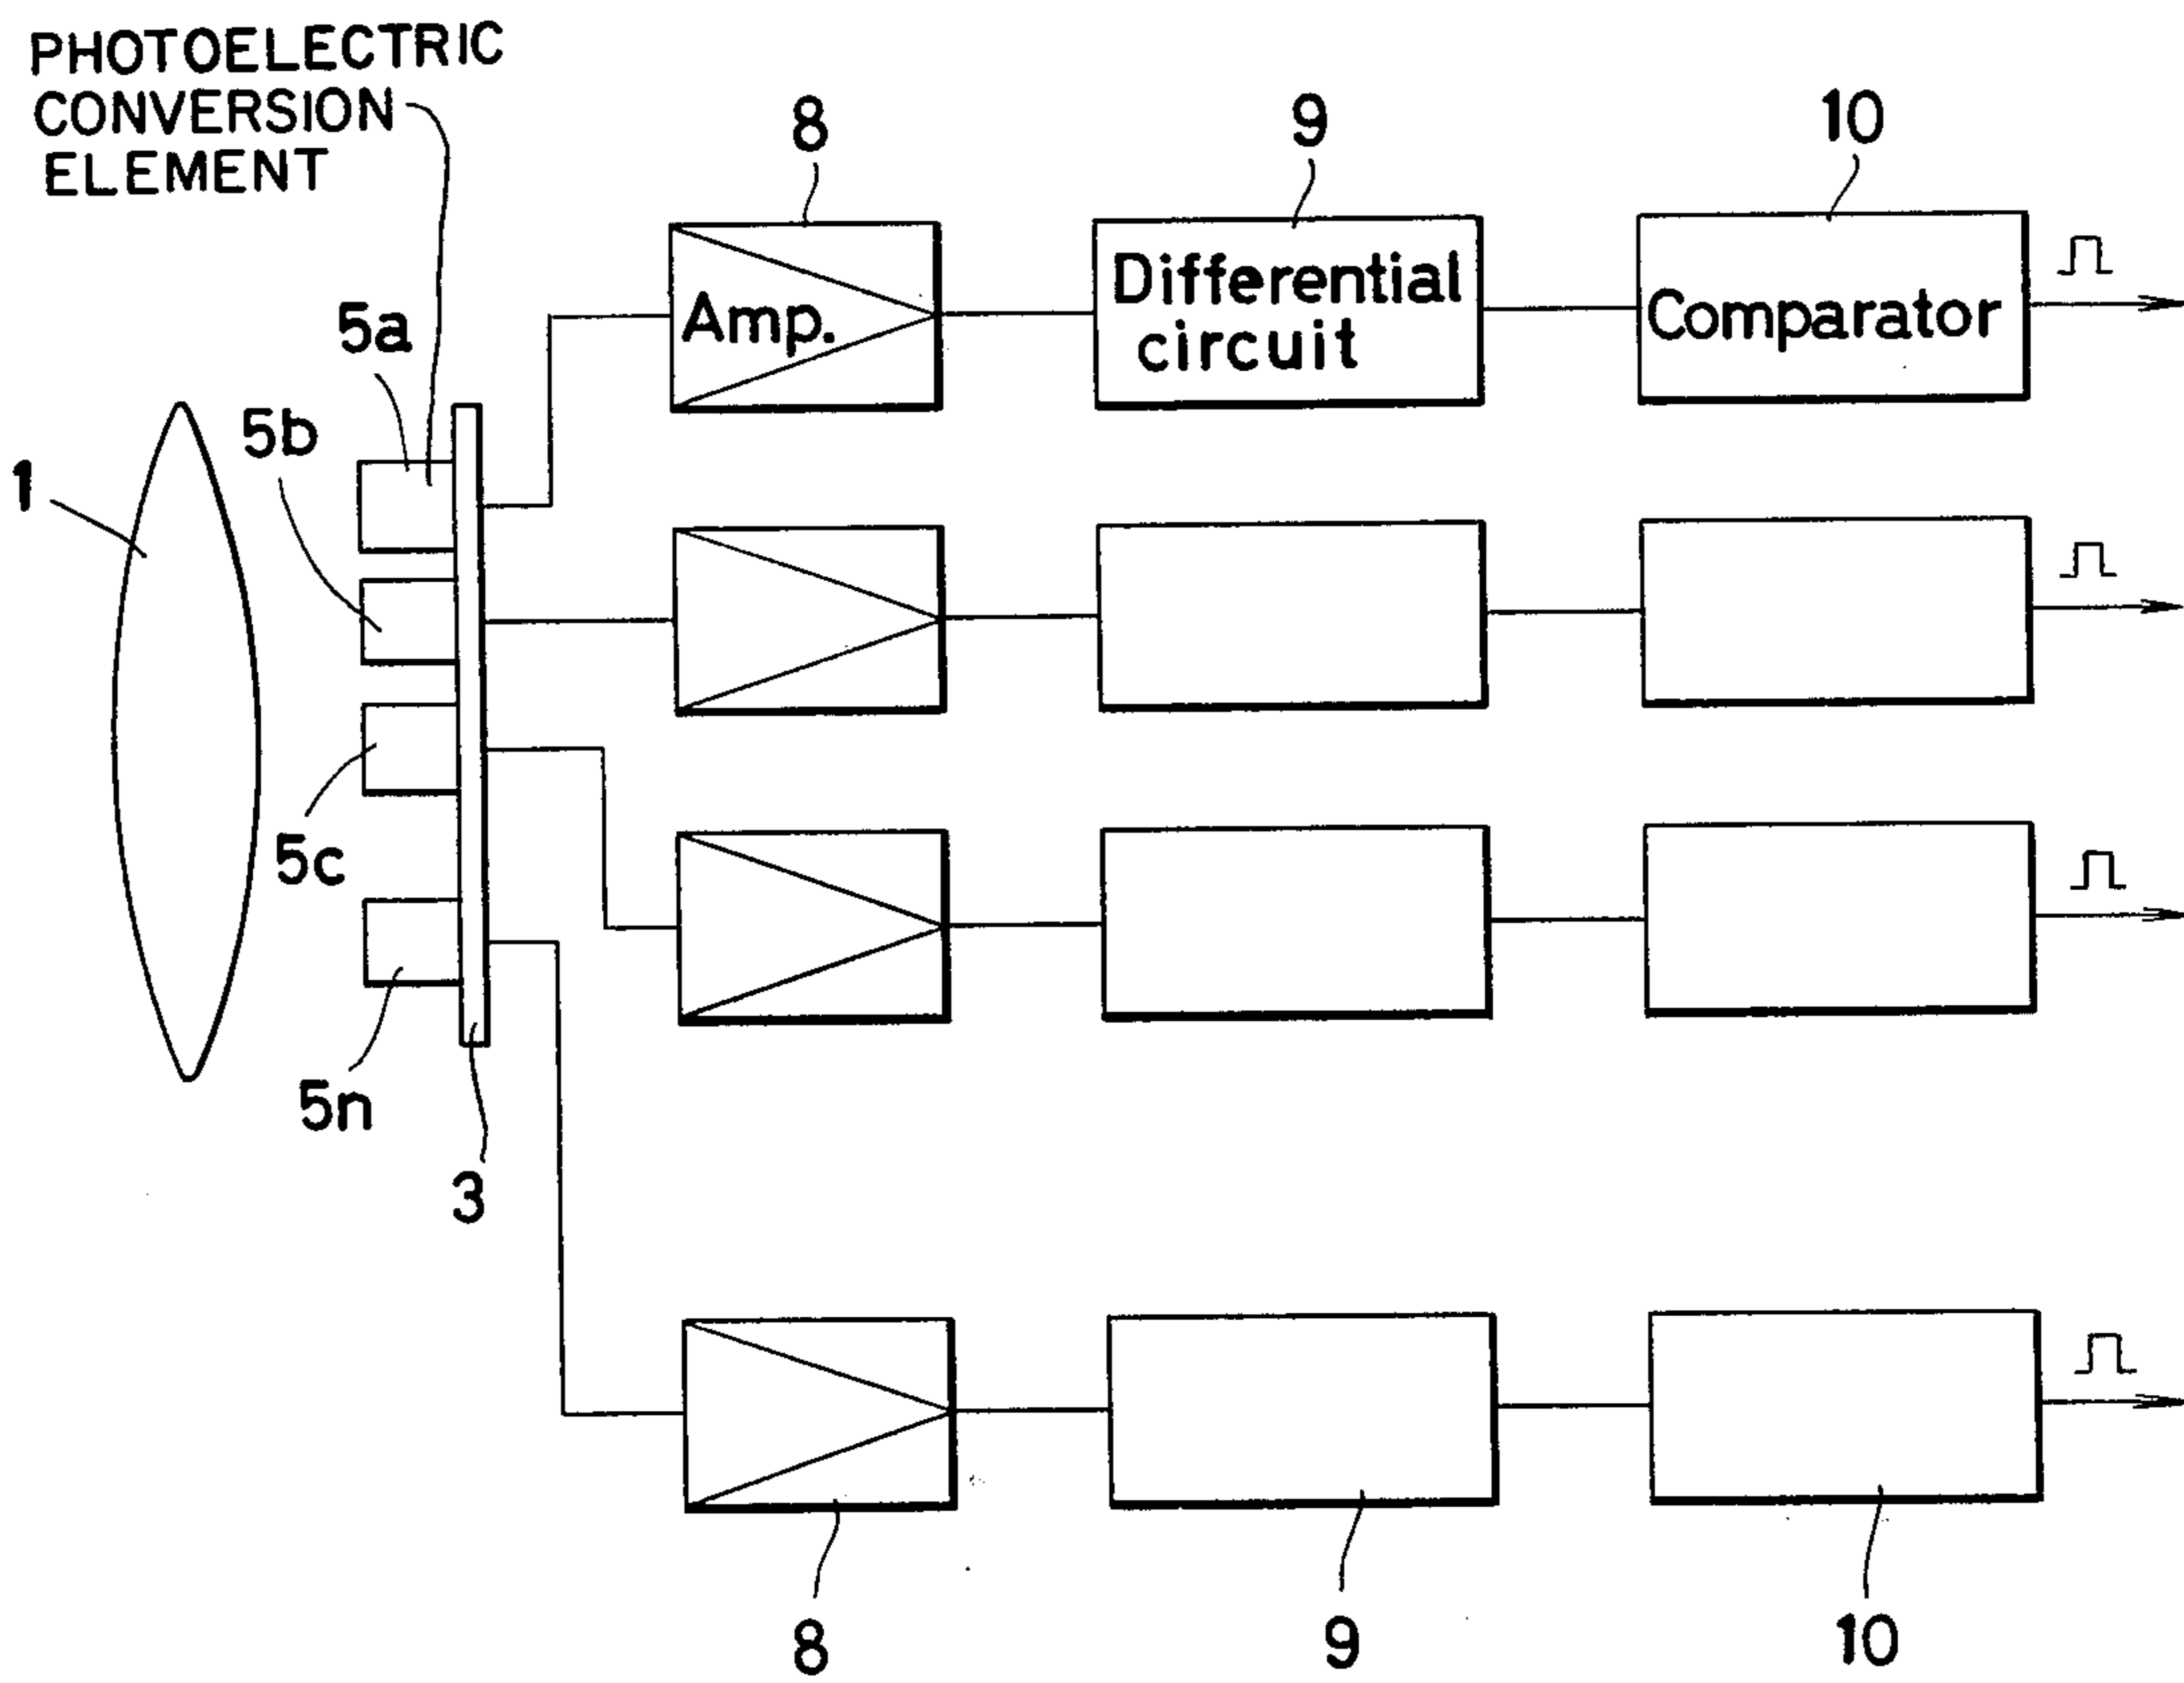 PHOTOELECTRIC
CONVERSION
ELEMENT
8
9
10
Amp.
Differential
circuit
Comparator
5a
5b
1
5c
5n
3
8
9
10